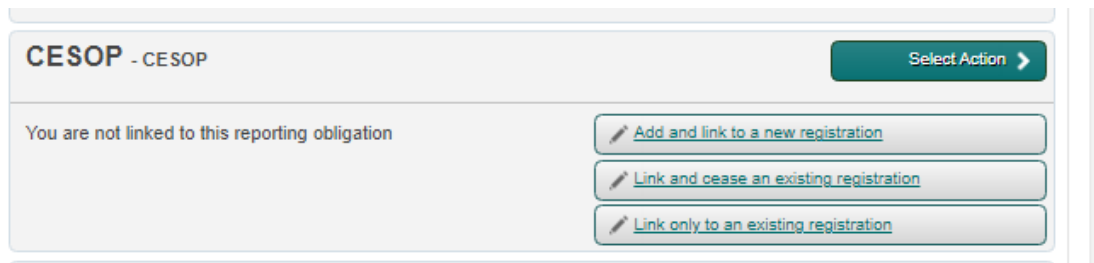 CESOP - CESOP
Select Action
You are not linked to this reporting obligation
Add and link to a new registration
Link and cease an existing registration
Link only to an existing registration